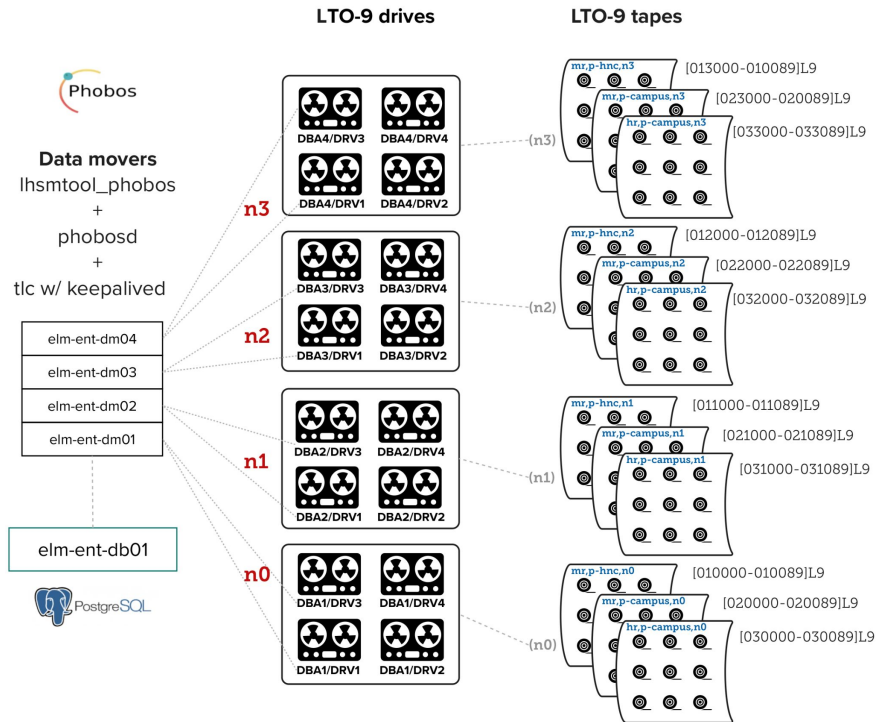 LTO-9 drives
LTO-9 tapes
Phobos
Data movers
lhsmtool_phobos
+
phobosd
+
tlc w/ keepalived
elm-ent-dm04
elm-ent-dm03
elm-ent-dm02
elm-ent-dm01
elm-ent-db01
PostgreSQL
n3
DBA4/DRV3
DBA4/DRV4
DBA4/DRV1
DBA4/DRV2
(n3)
mr,p-hnc,n3
[013000-010089]L9
mr,p-campus,n3
[023000-020089]L9
hr,p-campus,n3
[033000-033089]L9
n2
DBA3/DRV3
DBA3/DRV4
DBA3/DRV1
DBA3/DRV2
(n2)
mr,p-hnc,n2
[012000-012089]L9
mr,p-campus,n2
[022000-022089]L9
hr,p-campus,n2
[032000-032089]L9
n1
DBA2/DRV3
DBA2/DRV4
DBA2/DRV1
DBA2/DRV2
(n1)
mr,p-hnc,n1
[011000-011089]L9
mr,p-campus,n1
[021000-021089]L9
hr,p-campus,n1
[031000-031089]L9
n0
DBA1/DRV3
DBA1/DRV4
DBA1/DRV1
DBA1/DRV2
(n0)
mr,p-hnc,n0
[010000-010089]L9
mr,p-campus,n0
[020000-020089]L9
hr,p-campus,n0
[030000-030089]L9